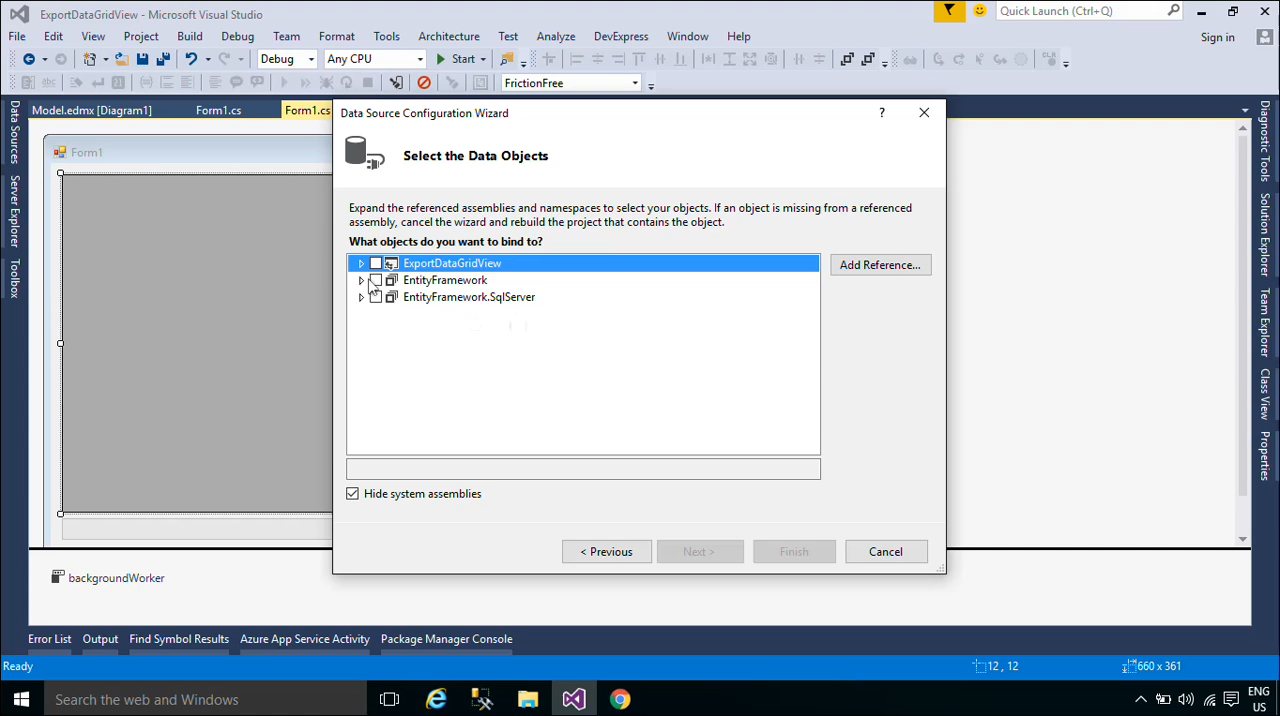 ExportDataGridView - Microsoft Visual Studio
Quick Launch (Ctrl+Q)
File Edit View Project Build Debug Team Format Tools Architecture Test Analyze DevExpress Window Help
Sign in
Debug Any CPU Start
FrictionFree
Model.edmx [Diagram1] Form1.cs Form1.cs
Data Sources
Server Explorer
Toolbox
Form1
Data Source Configuration Wizard
?
Select the Data Objects
Expand the referenced assemblies and namespaces to select your objects. If an object is missing from a referenced
assembly, cancel the wizard and rebuild the project that contains the object.
What objects do you want to bind to?
ExportDataGridView
EntityFramework
EntityFramework.SqlServer
Add Reference...
Hide system assemblies
< Previous
Next >
Finish
Cancel
Diagnostic Tools
Solution Explorer
Team Explorer
Class View
Properties
backgroundWorker
Error List Output Find Symbol Results Azure App Service Activity Package Manager Console
Ready
12 , 12
660 x 361
Search the web and Windows
ENG
US